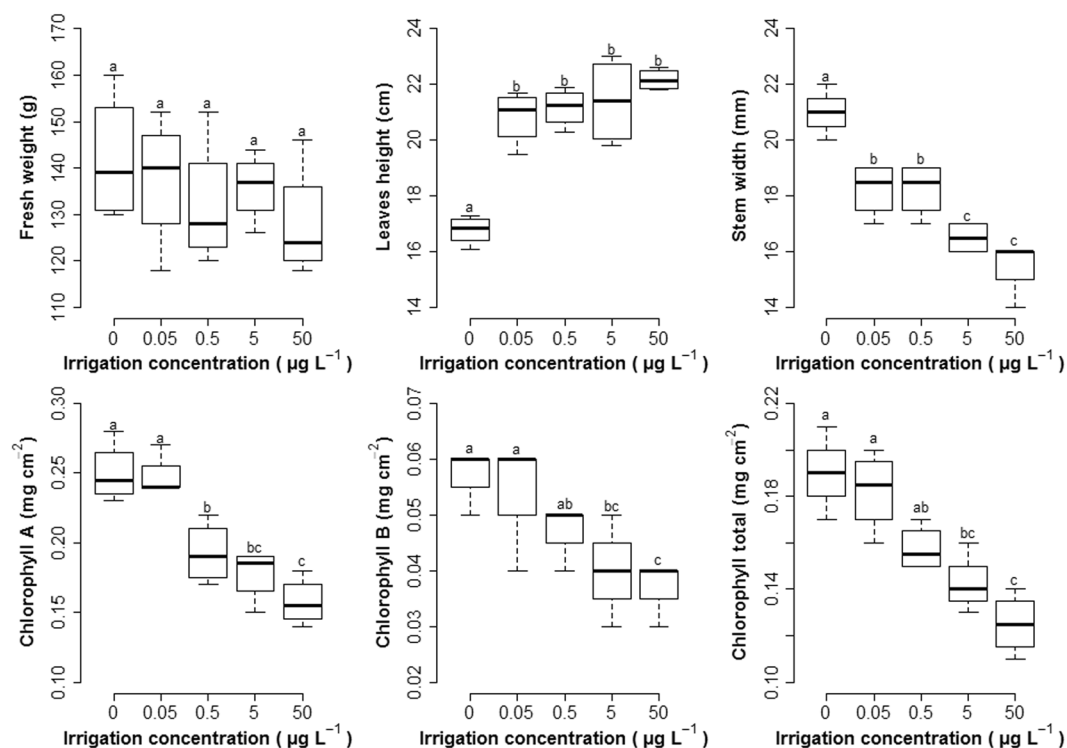 Fresh weight (g)
170
160
150
140
130
120
110
a
a
a
a
a
0
0.05
0.5
5
50
Irrigation concentration ( µg L−1)
Leaves height (cm)
24
22
20
18
16
14
a
b
b
b
b
0
0.05
0.5
5
50
Irrigation concentration ( µg L−1)
Stem width (mm)
24
22
20
18
16
14
a
b
b
c
c
0
0.05
0.5
5
50
Irrigation concentration ( µg L−1)
Chlorophyll A (mg cm−2)
0.30
0.25
0.20
0.15
0.10
a
a
b
bc
c
0
0.05
0.5
5
50
Irrigation concentration ( µg L−1)
Chlorophyll B (mg cm−2)
0.07
0.06
0.05
0.04
0.03
0.02
a
a
ab
bc
c
0
0.05
0.5
5
50
Irrigation concentration ( µg L−1)
Chlorophyll total (mg cm−2)
0.22
0.18
0.14
0.10
a
a
ab
bc
c
0
0.05
0.5
5
50
Irrigation concentration ( µg L−1)